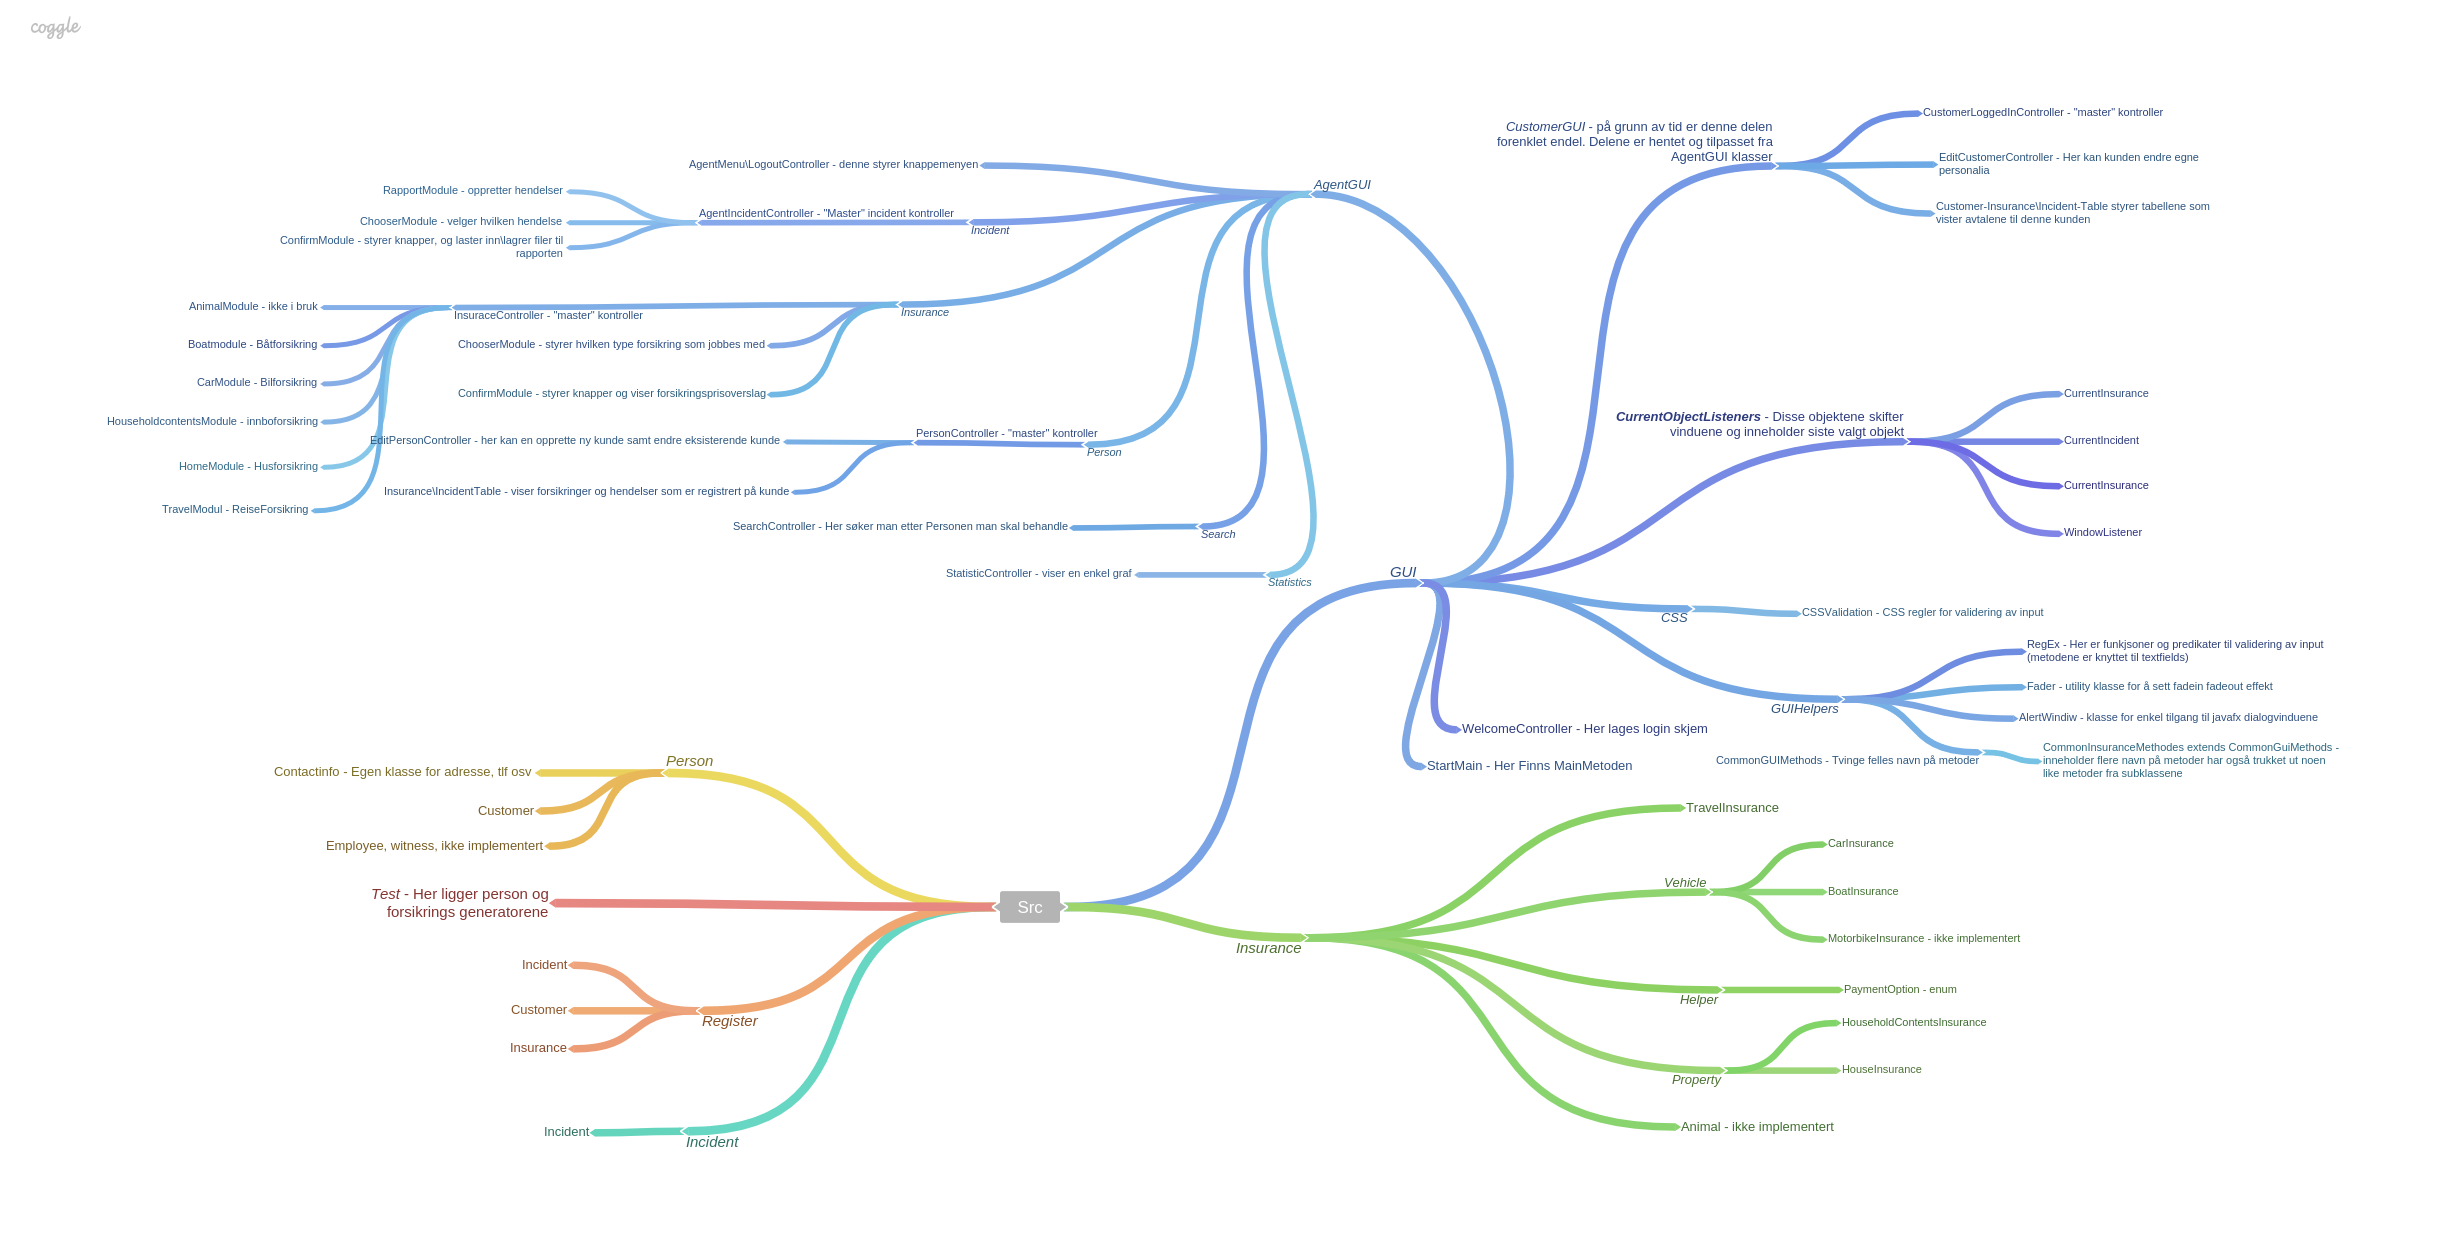 coggle
AgentMenu\LogoutController - denne styrer knappemenyen
AgentGUI
RapportModule - oppretter hendelser
ChooserModule - velger hvilken hendelse
ConfirmModule - styrer knapper, og laster inn\lagrer filer til
rapporten
AgentIncidentController - "Master" incident kontroller
Incident
AnimalModule - ikke i bruk
Boatmodule - Båtforsikring
CarModule - Bilforsikring
HouseholdcontentsModule - innboforsikring
HomeModule - Husforsikring
TravelModul - ReiseForsikring
InsuraceController - "master" kontroller
Insurance
ChooserModule - styrer hvilken type forsikring som jobbes med
ConfirmModule - styrer knapper og viser forsikringsprisoverslag
EditPersonController - her kan en opprette ny kunde samt endre eksisterende kunde
PersonController - "master" kontroller
Person
Insurance\IncidentTable - viser forsikringer og hendelser som er registrert på kunde
SearchController - Her søker man etter Personen man skal behandle
Search
StatisticController - viser en enkel graf
Statistics
CustomerGUI - på grunn av tid er denne delen
forenklet endel. Delene er hentet og tilpasset fra
AgentGUI klasser
CustomerLoggedInController - "master" kontroller
EditCustomerController - Her kan kunden endre egne
personalia
Customer-Insurance\Incident-Table styrer tabellene som
vister avtalene til denne kunden
CurrentObjectListeners - Disse objektene skifter
vinduene og inneholder siste valgt objekt
CurrentInsurance
CurrentIncident
CurrentInsurance
WindowListener
GUI
CSS
CSSValidation - CSS regler for validering av input
RegEx - Her er funkjsoner og predikater til validering av input
(metodene er knyttet til textfields)
Fader - utility klasse for å sett fadein fadeout effekt
GUIHelpers
AlertWindiw - klasse for enkel tilgang til javafx dialogvinduene
CommonGUIMethods - Tvinge felles navn på metoder
CommonInsuranceMethodes extends CommonGuiMethods -
inneholder flere navn på metoder har også trukket ut noen
like metoder fra subklassene
WelcomeController - Her lages login skjem
StartMain - Her Finns MainMetoden
Person
Contactinfo - Egen klasse for adresse, tlf osv
Customer
Employee, witness, ikke implementert
Test - Her ligger person og
forsikrings generatorene
Src
Incident
Customer
Insurance
Register
Incident
Incident
Insurance
TravelInsurance
Vehicle
CarInsurance
BoatInsurance
MotorbikeInsurance - ikke implementert
Helper
PaymentOption - enum
HouseholdContentsInsurance
Property
HouseInsurance
Animal - ikke implementert